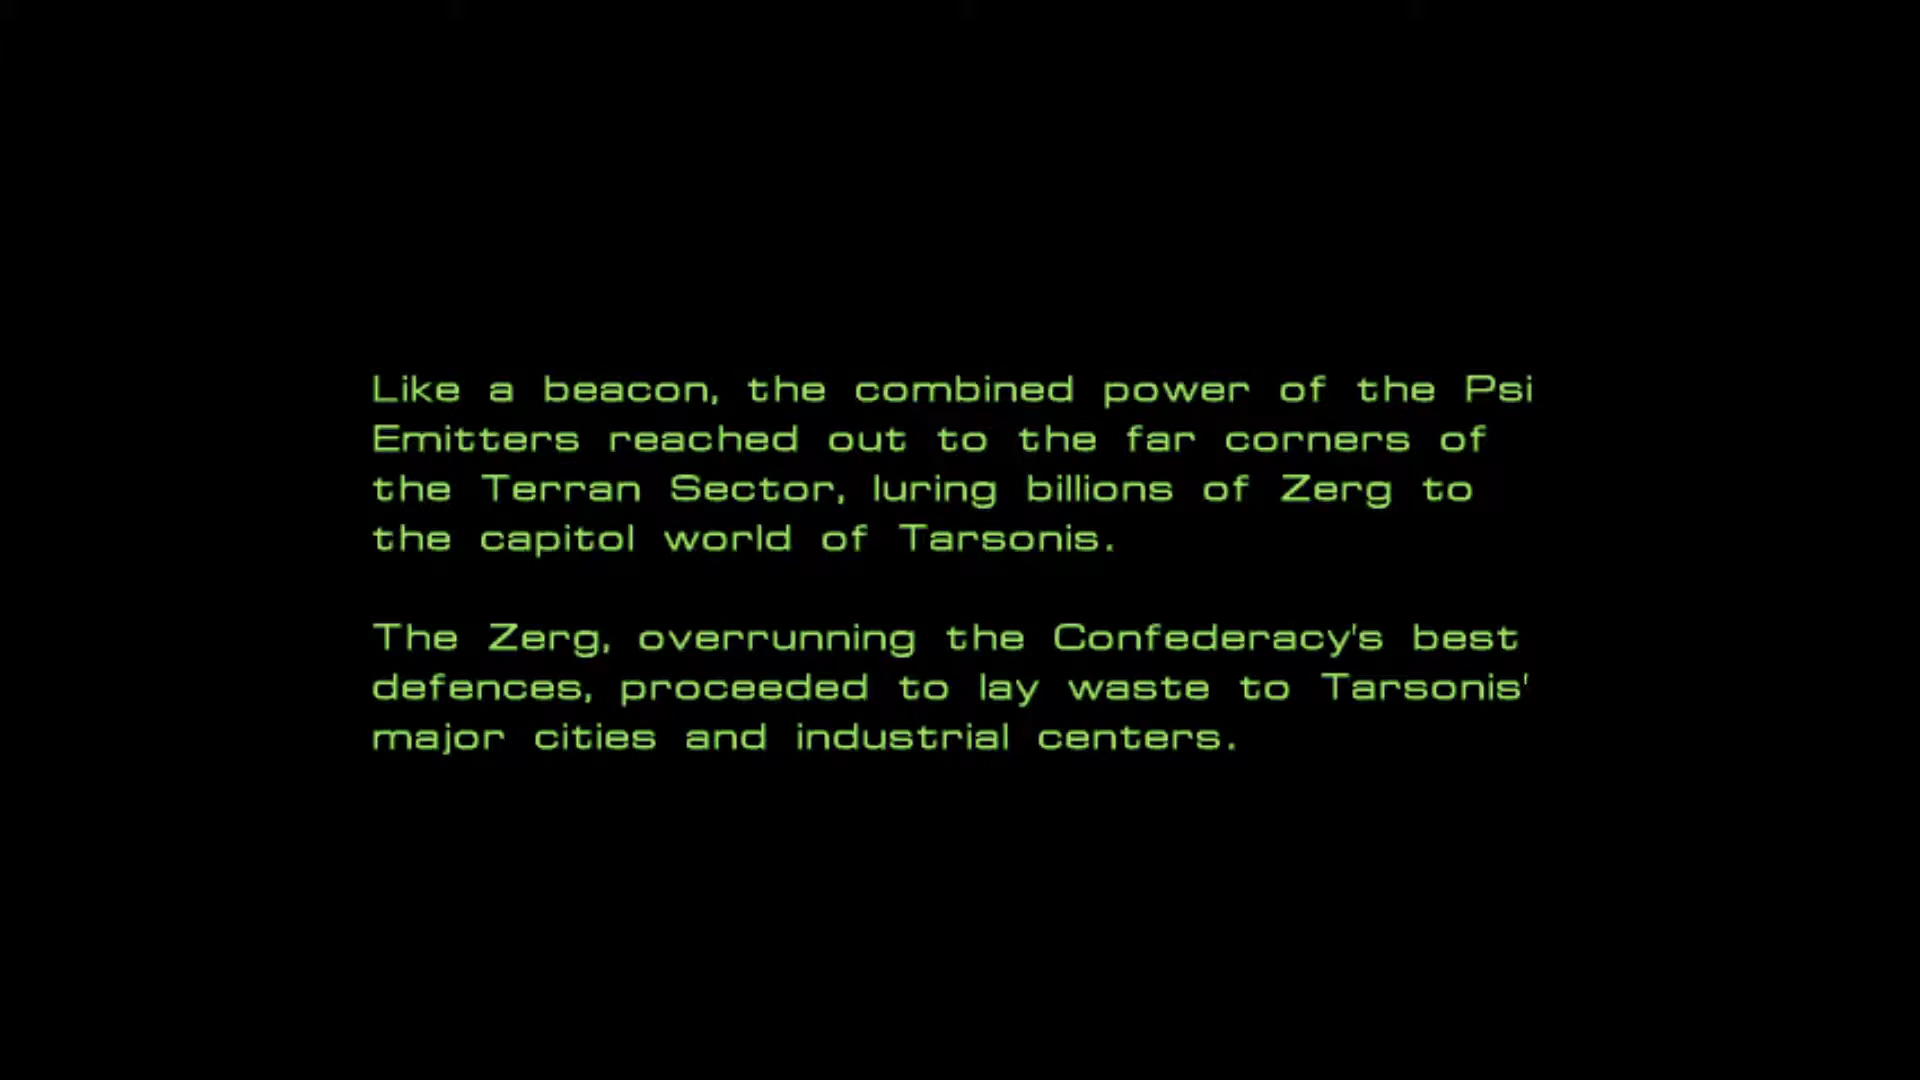 Like a beacon, the combined power of the Psi
Emitters reached out to the far corners of
the Terran Sector, luring billions of Zerg to
the capitol world of Tarsonis.
The Zerg, overrunning the Confederacy's best
defences, proceeded to lay waste to Tarsonis'
major cities and industrial centers.